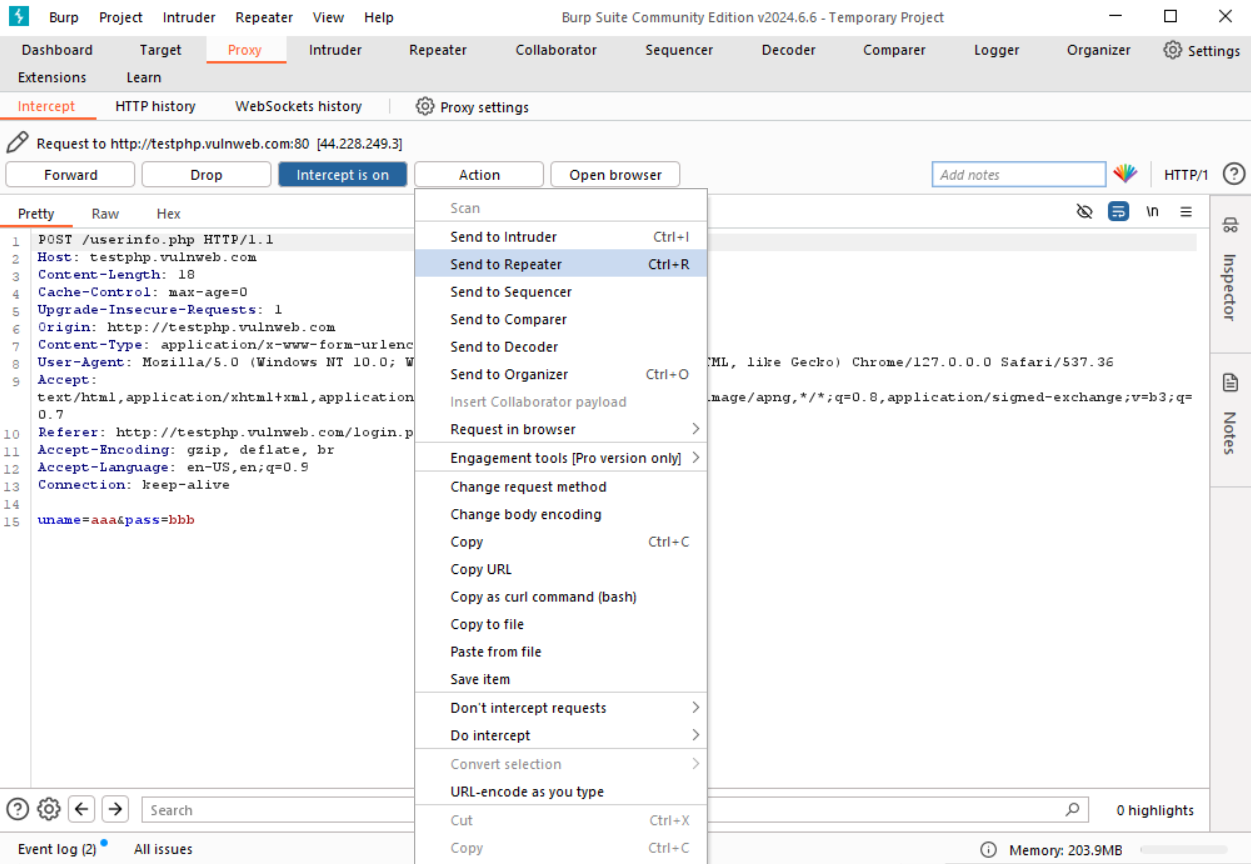 Burp Project Intruder Repeater View Help Burp Suite Community Edition v2024.6.6 - Temporary Project
Dashboard Target Proxy Intruder Repeater Collaborator Sequencer Decoder Comparer Logger Organizer Settings
Extensions Learn
Intercept HTTP history WebSockets history Proxy settings
Request to http://testphp.vulnweb.com:80 [44.228.249.3]
Forward Drop Intercept is on Action Open browser Add notes HTTP/1
Pretty Raw Hex \n
1 POST /userinfo.php HTTP/1.1
2 Host: testphp.vulnweb.com
3 Content-Length: 18
4 Cache-Control: max-age=0
5 Upgrade-Insecure-Requests: 1
6 Origin: http://testphp.vulnweb.com
7 Content-Type: application/x-www-form-urlenc
8 User-Agent: Mozilla/5.0 (Windows NT 10.0; W TML, like Gecko) Chrome/127.0.0.0 Safari/537.36
9 Accept:
text/html,application/xhtml+xml,application mage/apng,*/*;q=0.8,application/signed-exchange;v=b3;q=
0.7
10 Referer: http://testphp.vulnweb.com/login.p
11 Accept-Encoding: gzip, deflate, br
12 Accept-Language: en-US,en;q=0.9
13 Connection: keep-alive
14
15 uname=aaa&pass=bbb
Scan
Send to Intruder Ctrl+I
Send to Repeater Ctrl+R
Send to Sequencer
Send to Comparer
Send to Decoder
Send to Organizer Ctrl+O
Insert Collaborator payload
Request in browser
Engagement tools [Pro version only]
Change request method
Change body encoding
Copy Ctrl+C
Copy URL
Copy as curl command (bash)
Copy to file
Paste from file
Save item
Don't intercept requests
Do intercept
Convert selection
URL-encode as you type
Cut Ctrl+X
Copy Ctrl+C
Inspector
Notes
Search 0 highlights
Event log (2) All issues Memory: 203.9MB